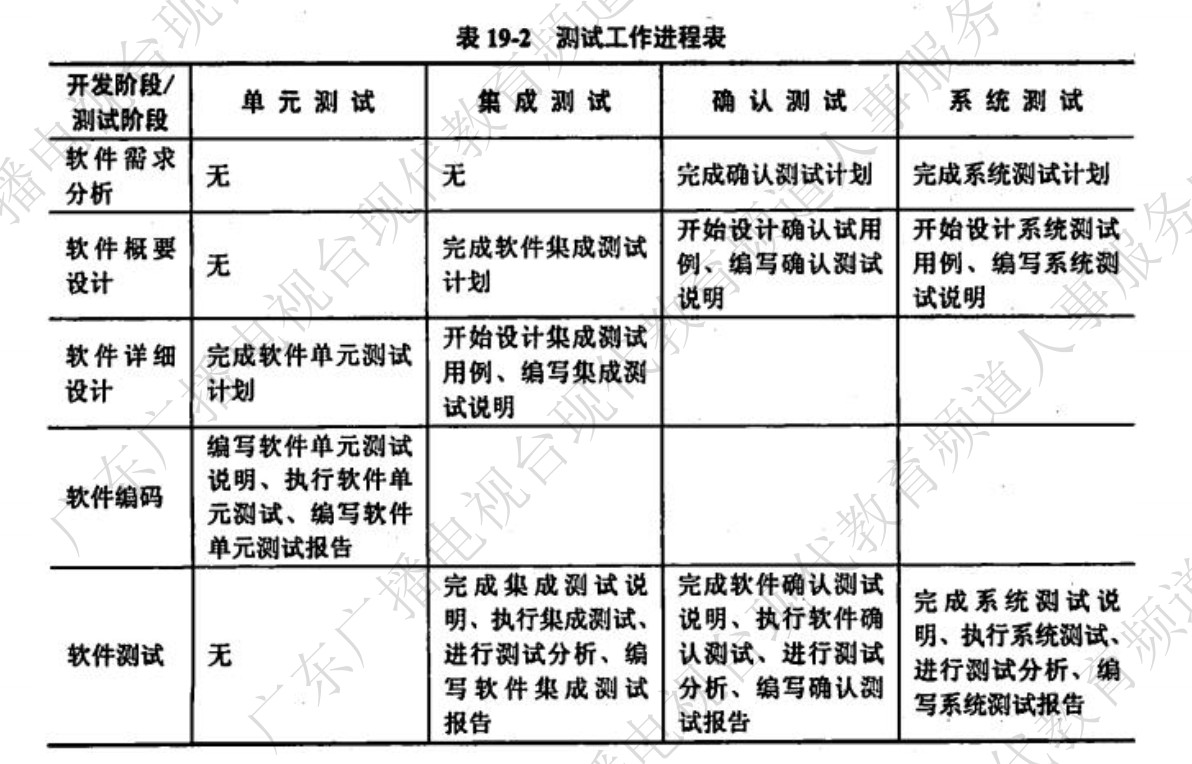 表 19-2 测试工作进程表
开发阶段/
测试阶段
单元测试
集成测试
确认测试
系统测试
软件需求
分析
无
无
完成确认测试计划
完成系统测试计划
软件概要
设计
无
完成软件集成测试
计划
开始设计确认试用
例、编写确认测试
说明
开始设计系统测试
用例、编写系统测
试说明
软件详细
设计
完成软件单元测试
计划
开始设计集成测试
用例、编写集成测
试说明
软件编码
编写软件单元测试
说明、执行软件单
元测试、编写软件
单元测试报告
软件测试
无
完成集成测试说
明、执行集成测试、
进行测试分析、编
写软件集成测试
报告
完成软件确认测试
说明、执行软件确
认测试、进行测试
分析、编写确认测
试报告
完成系统测试说
明、执行系统测试、
进行测试分析、编
写系统测试报告
广东广播电视台现代教育频道人事服务